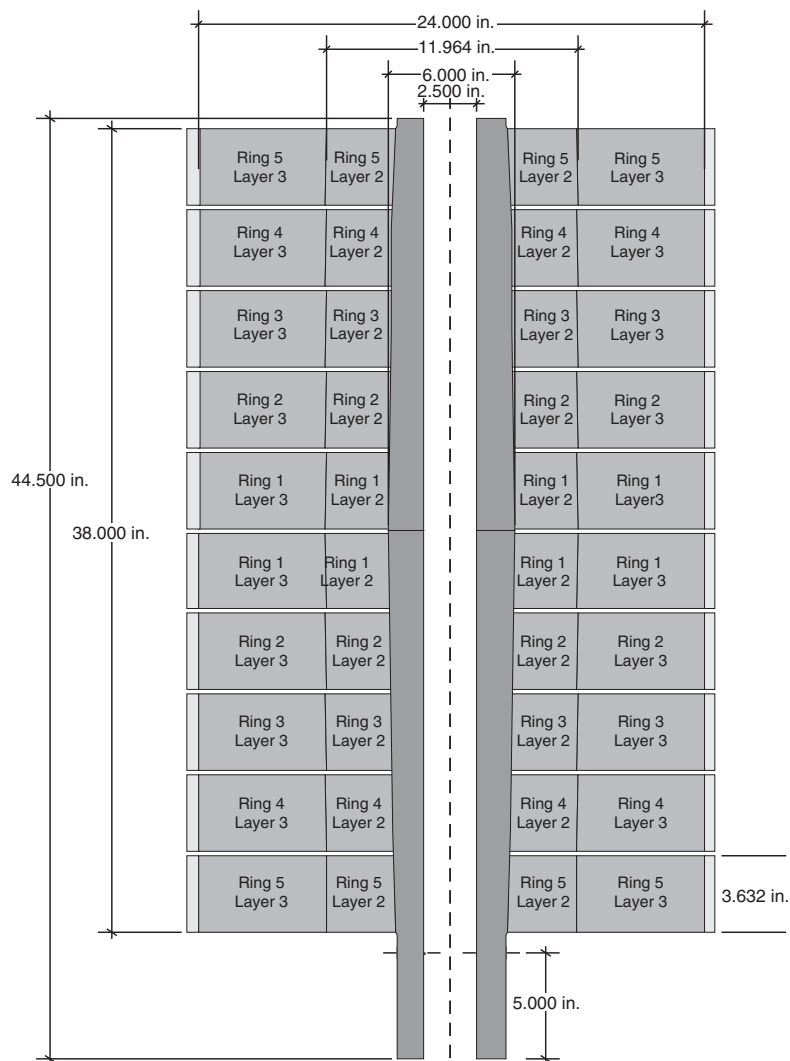 24.000 in.
11.964 in.
6.000 in.
2.500 in.
Ring 5
Layer 3
Ring 5
Layer 2
Ring 5
Layer 2
Ring 5
Layer 3
Ring 4
Layer 3
Ring 4
Layer 2
Ring 4
Layer 2
Ring 4
Layer 3
Ring 3
Layer 3
Ring 3
Layer 2
Ring 3
Layer 2
Ring 3
Layer 3
Ring 2
Layer 3
Ring 2
Layer 2
Ring 2
Layer 2
Ring 2
Layer 3
44.500 in.
Ring 1
Layer 3
Ring 1
Layer 2
Ring 1
Layer 2
Ring 1
Layer3
38.000 in.
Ring 1
Layer 3
Ring 1
Layer 2
Ring 1
Layer 2
Ring 1
Layer 3
Ring 2
Layer 3
Ring 2
Layer 2
Ring 2
Layer 2
Ring 2
Layer 3
Ring 3
Layer 3
Ring 3
Layer 2
Ring 3
Layer 2
Ring 3
Layer 3
Ring 4
Layer 3
Ring 4
Layer 2
Ring 4
Layer 2
Ring 4
Layer 3
Ring 5
Layer 3
Ring 5
Layer 2
Ring 5
Layer 2
Ring 5
Layer 3
3.632 in.
5.000 in.